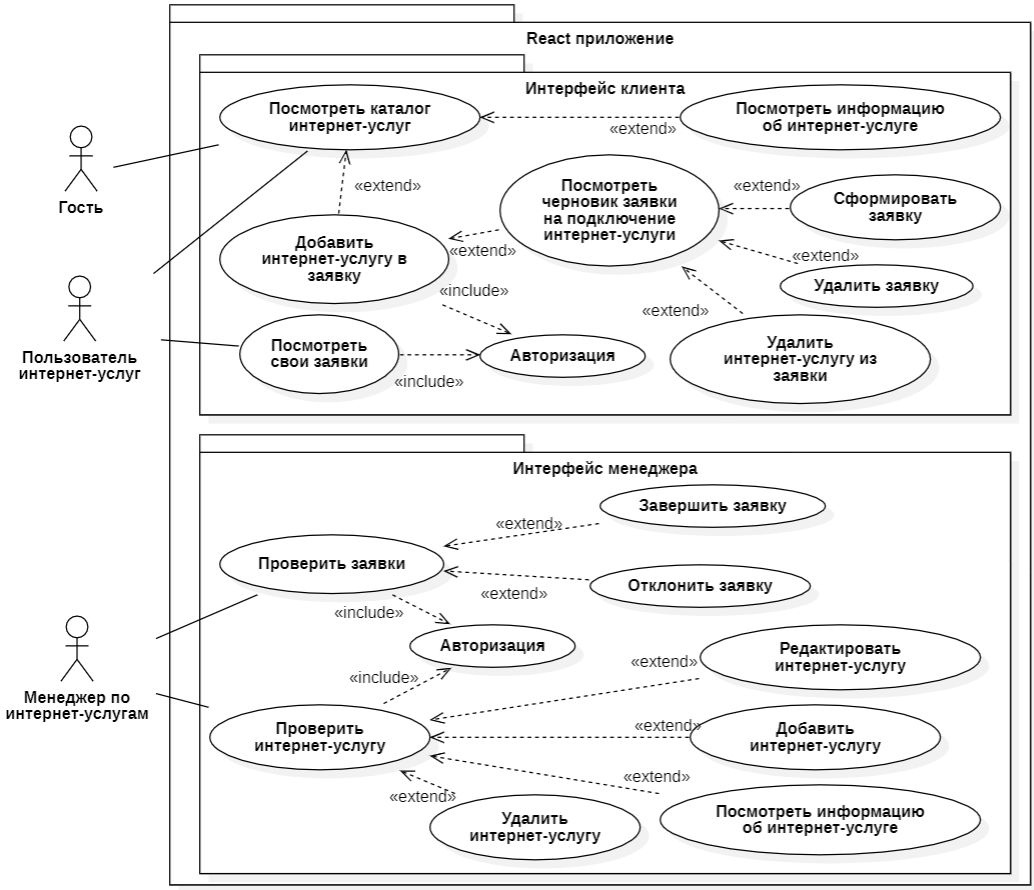 React приложение
Интерфейс клиента
Посмотреть каталог
интернет-услуг
«extend»
Посмотреть информацию
об интернет-услуге
Гость
«extend»
Посмотреть
черновик заявки
на подключение
интернет-услуги
«extend»
Сформировать
заявку
Добавить
интернет-услугу в
заявку
«extend»
«extend»
Удалить заявку
«include»
«extend»
Пользователь
интернет-услуг
Посмотреть
свои заявки
«include»
Авторизация
Удалить
интернет-услугу из
заявки
Интерфейс менеджера
Завершить заявку
«extend»
Проверить заявки
Отклонить заявку
«extend»
«include»
Авторизация
Редактировать
интернет-услугу
«extend»
«include»
Менеджер по
интернет-услугам
Проверить
интернет-услугу
«extend»
Добавить
интернет-услугу
«extend»
«extend»
Удалить
интернет-услугу
Посмотреть информацию
об интернет-услуге